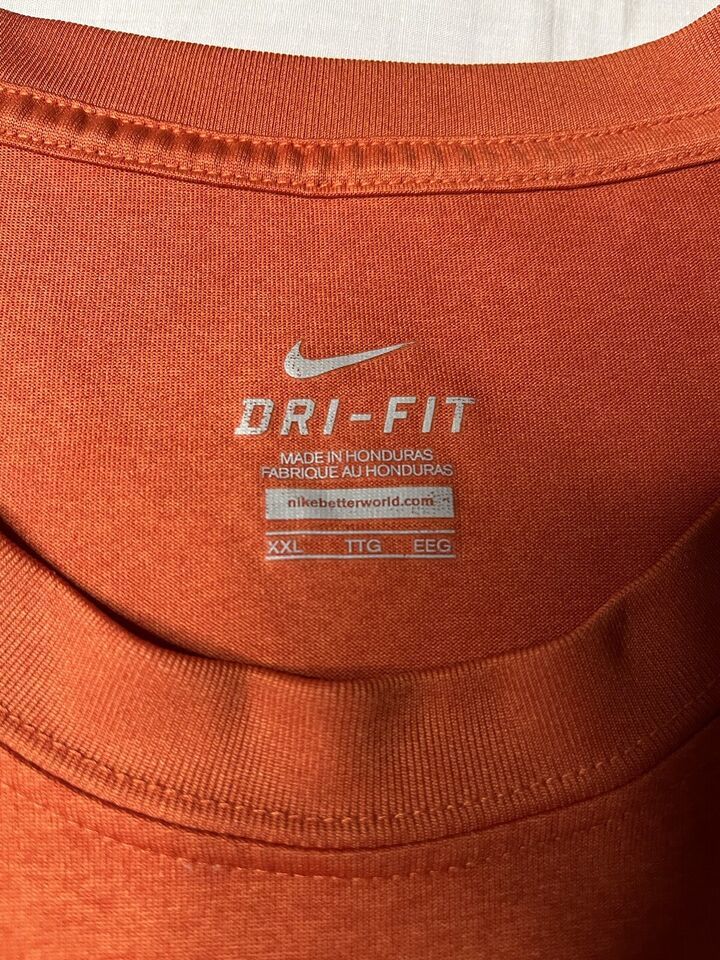 DRI-FIT
MADE IN HONDURAS
FABRIQUE AU HONDURAS
nikebetterworld.com
XXL TTG EEG